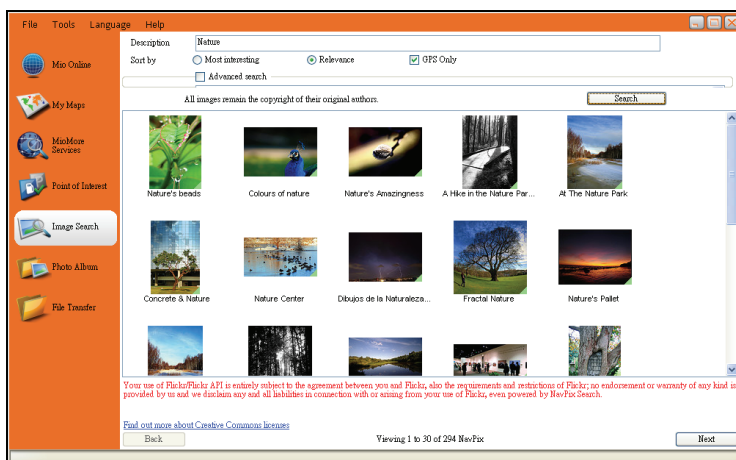 File Tools Language Help
Description Nature
Sort by Most interesting Relevance GPS Only
Advanced search
All images remain the copyright of their original authors. Search
Mio Online
My Maps
MioMore
Services
Point of Interest
Image Search
Photo Album
File Transfer
Nature's beads Colours of nature Nature's Amazingness A Hike in the Nature Par... At The Nature Park
Concrete & Nature Nature Center Dibujos de la Naturaleza... Fractal Nature Nature's Pallet
Your use of Flickr/Flickr API is entirely subject to the agreement between you and Flickr, also the requirements and restrictions of Flickr; no endorsement or warranty of any kind is
provided by us and we disclaim any and all liabilities in connection with or arising from your use of Flickr, even powered by NavPix Search.
Find out more about Creative Commons licenses
Back Viewing 1 to 30 of 294 NavPix Next